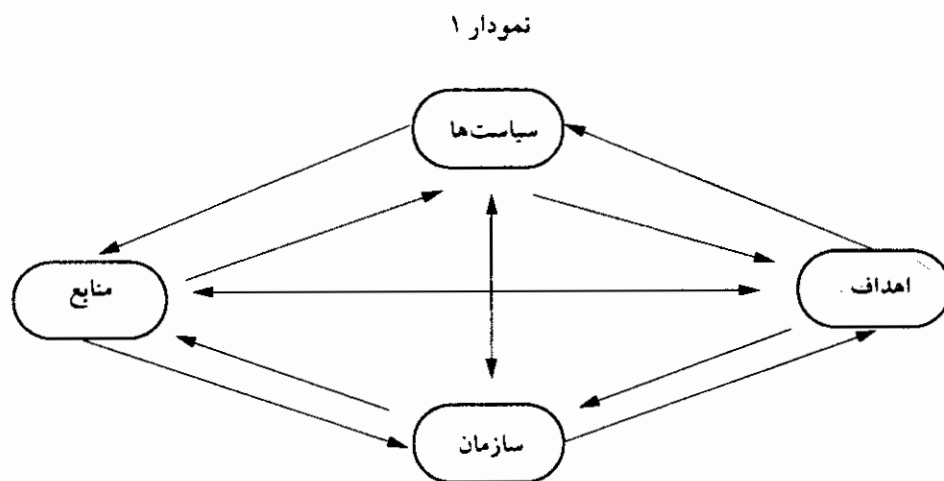 نمودار ۱
سیاست‌ها
اهداف
منابع
سازمان